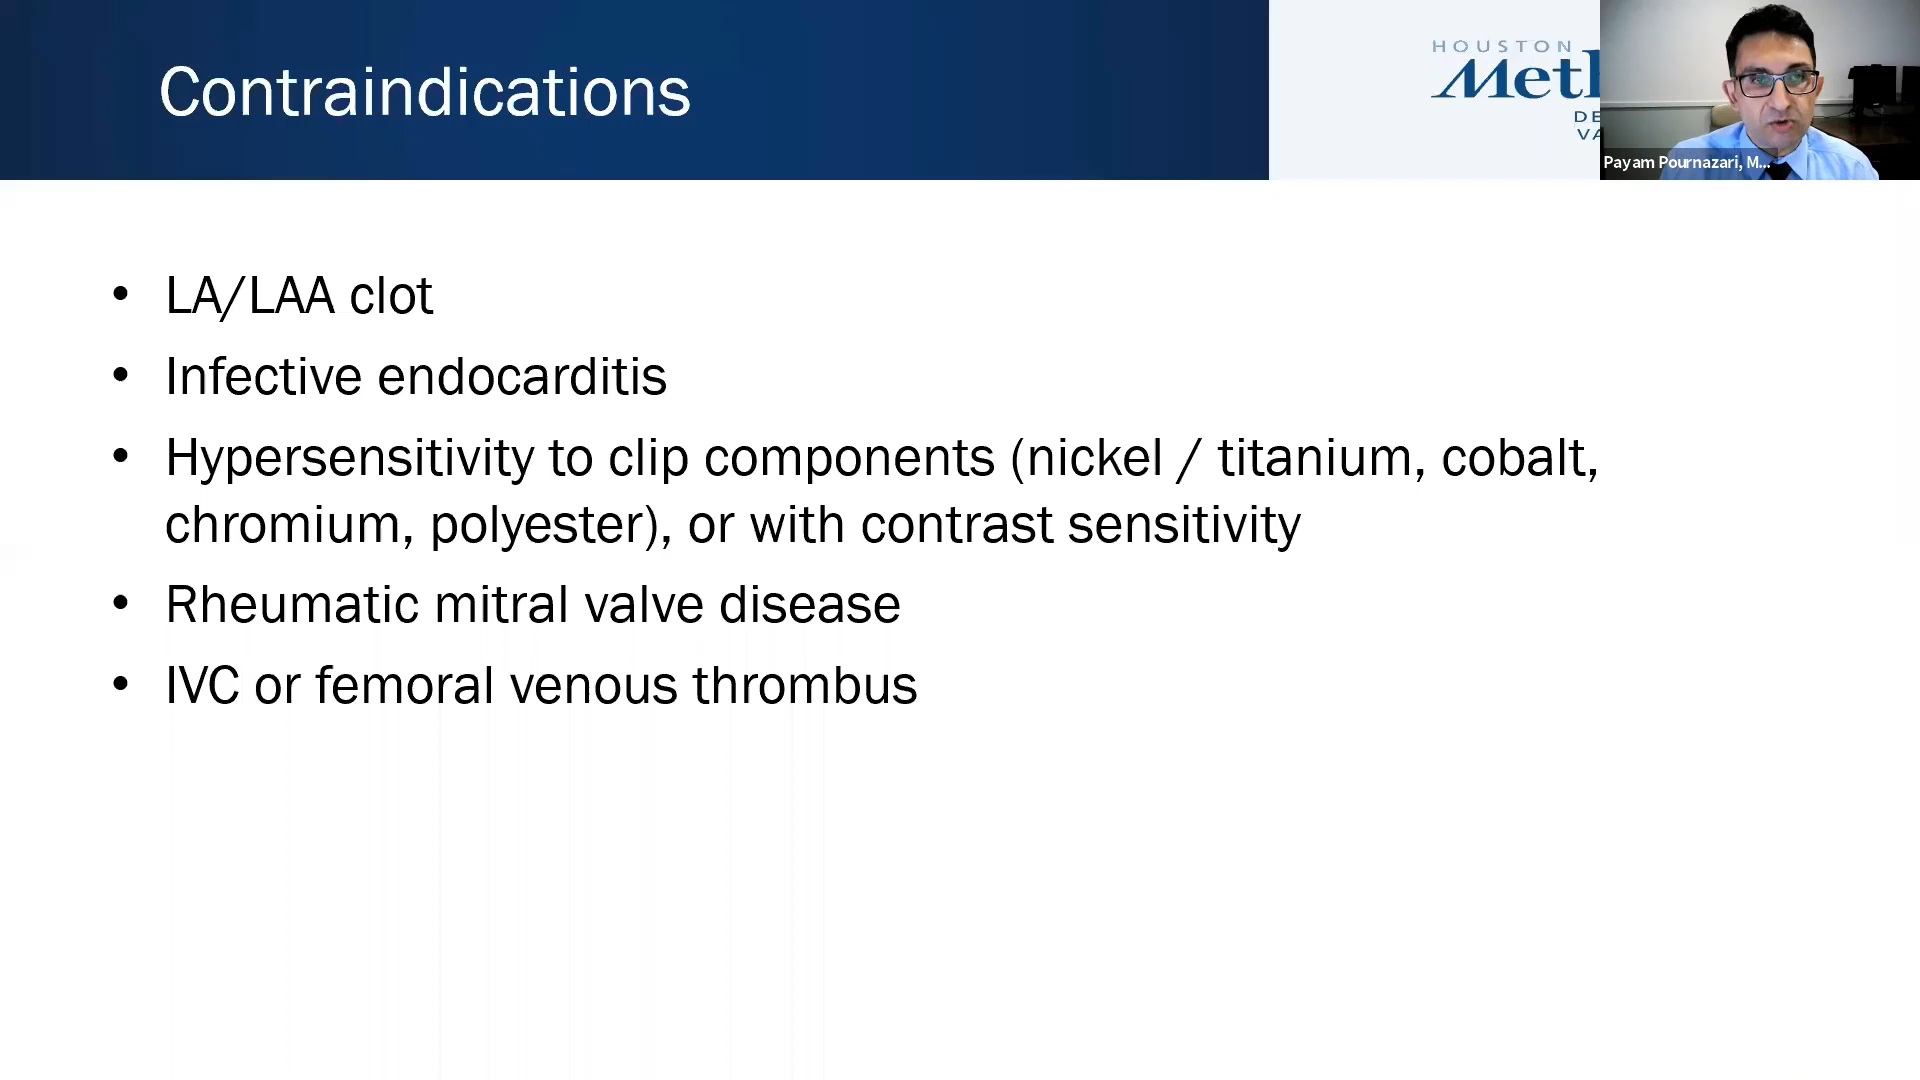 Contraindications
HOUSTON
Payam Pournazari, M...
• LA/LAA clot
• Infective endocarditis
• Hypersensitivity to clip components (nickel / titanium, cobalt,
chromium, polyester), or with contrast sensitivity
• Rheumatic mitral valve disease
• IVC or femoral venous thrombus